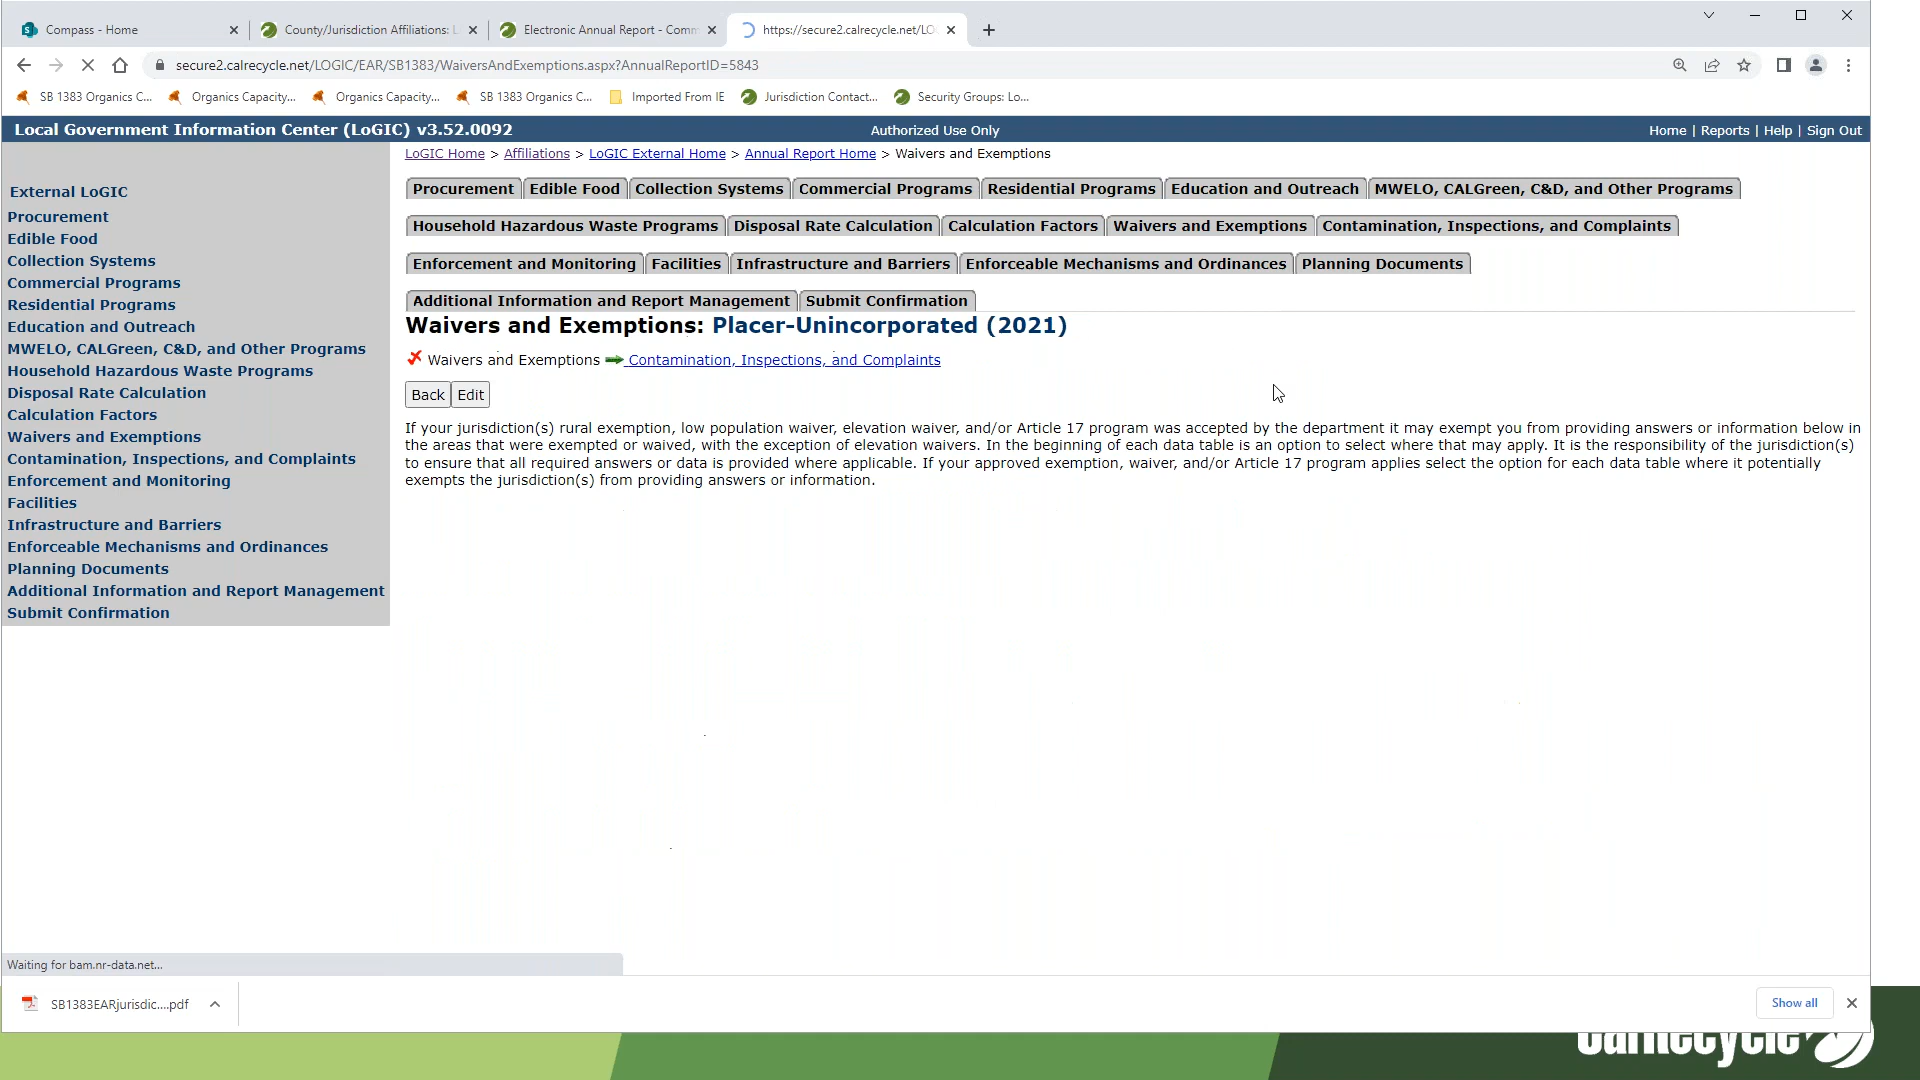 Compass - Home
County/Jurisdiction Affiliations: L
Electronic Annual Report - Comm
https://secure2.calrecycle.net/LO
secure2.calrecycle.net/LOGIC/EAR/SB1383/WaiversAndExemptions.aspx?AnnualReportID=5843
SB 1383 Organics C... Organics Capacity... Organics Capacity... SB 1383 Organics C... Imported From IE Jurisdiction Contact... Security Groups: Lo...
Local Government Information Center (LoGIC) v3.52.0092 Authorized Use Only Home | Reports | Help | Sign Out
LoGIC Home > Affiliations > LoGIC External Home > Annual Report Home > Waivers and Exemptions
External LoGIC
Procurement
Edible Food
Collection Systems
Commercial Programs
Residential Programs
Education and Outreach
MWELO, CALGreen, C&D, and Other Programs
Household Hazardous Waste Programs
Disposal Rate Calculation
Calculation Factors
Waivers and Exemptions
Contamination, Inspections, and Complaints
Enforcement and Monitoring
Facilities
Infrastructure and Barriers
Enforceable Mechanisms and Ordinances
Planning Documents
Additional Information and Report Management
Submit Confirmation
Procurement Edible Food Collection Systems Commercial Programs Residential Programs Education and Outreach MWELO, CALGreen, C&D, and Other Programs
Household Hazardous Waste Programs Disposal Rate Calculation Calculation Factors Waivers and Exemptions Contamination, Inspections, and Complaints
Enforcement and Monitoring Facilities Infrastructure and Barriers Enforceable Mechanisms and Ordinances Planning Documents
Additional Information and Report Management Submit Confirmation
Waivers and Exemptions: Placer-Unincorporated (2021)
Waivers and Exemptions Contamination, Inspections, and Complaints
Back Edit
If your jurisdiction(s) rural exemption, low population waiver, elevation waiver, and/or Article 17 program was accepted by the department it may exempt you from providing answers or information below in
the areas that were exempted or waived, with the exception of elevation waivers. In the beginning of each data table is an option to select where that may apply. It is the responsibility of the jurisdiction(s)
to ensure that all required answers or data is provided where applicable. If your approved exemption, waiver, and/or Article 17 program applies select the option for each data table where it potentially
exempts the jurisdiction(s) from providing answers or information.
Waiting for bam.nr-data.net...
SB1383EARjurisdic....pdf
Show all
CalRecycle